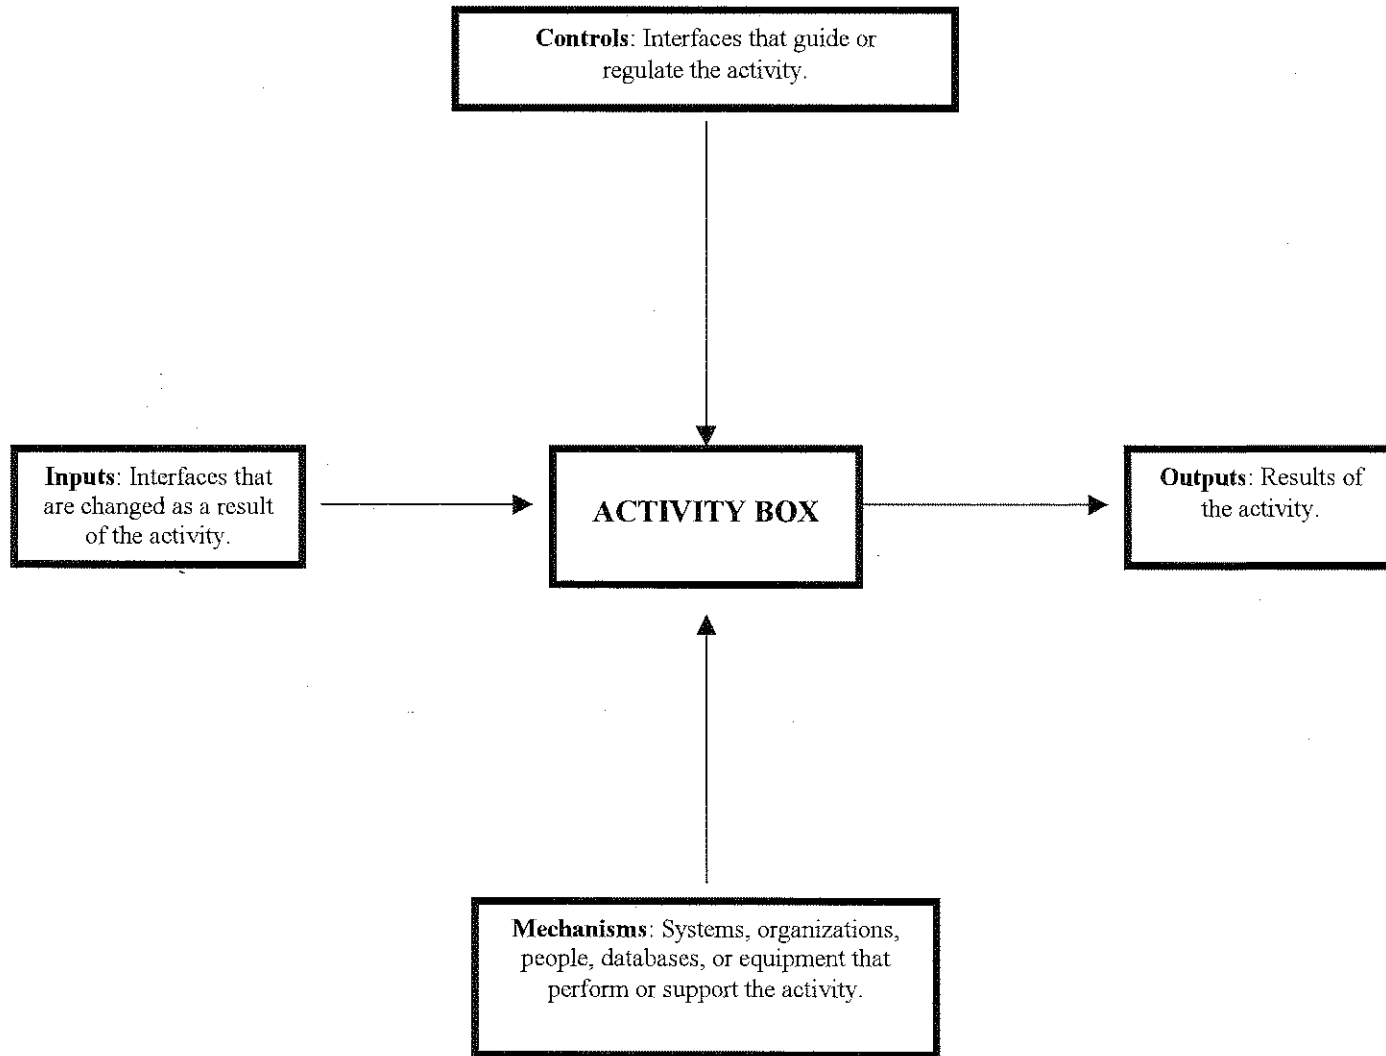 Controls: Interfaces that guide or
regulate the activity.
Inputs: Interfaces that
are changed as a result
of the activity.
ACTIVITY BOX
Outputs: Results of
the activity.
Mechanisms: Systems, organizations,
people, databases, or equipment that
perform or support the activity.